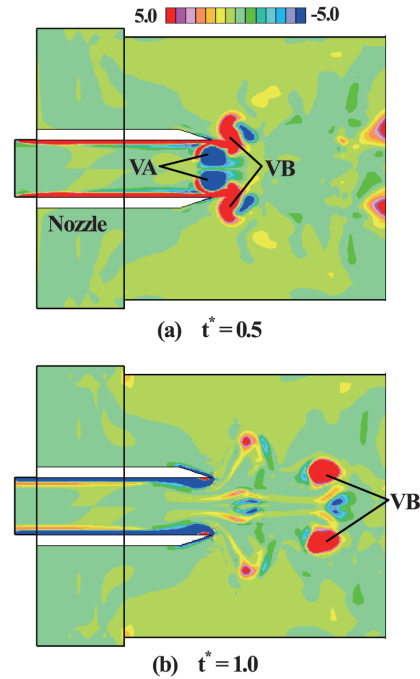 5.0 -5.0
VA VB
Nozzle
(a) t* = 0.5
VB
(b) t* = 1.0